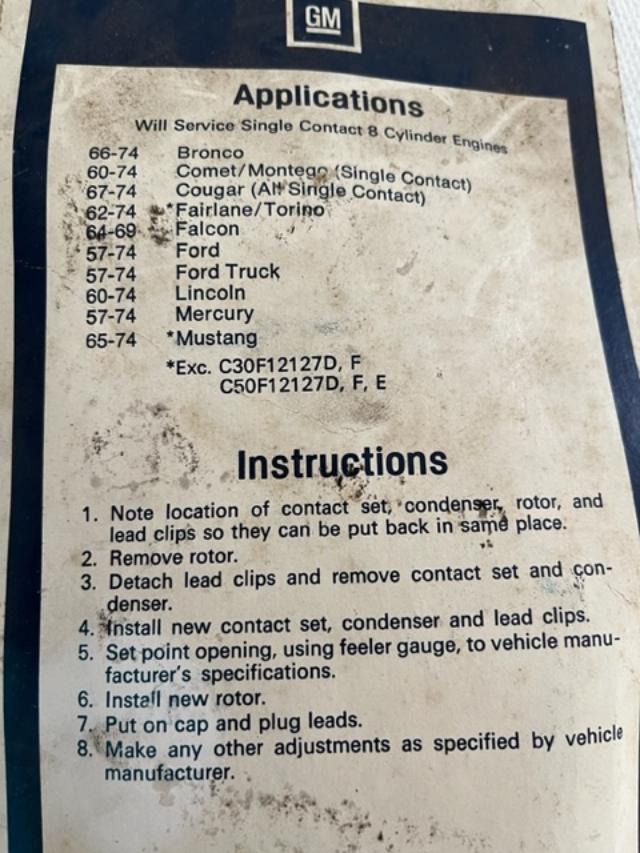 GM
Applications
Will Service Single Contact 8 Cylinder Engines
66-74 Bronco
60-74 Comet/Montego (Single Contact)
67-74 Cougar (All Single Contact)
62-74 *Fairlane/Torino
64-69 Falcon
57-74 Ford
57-74 Ford Truck
60-74 Lincoln
57-74 Mercury
65-74 *Mustang
*Exc. C30F12127D, F
C50F12127D, F, E
Instructions
1. Note location of contact set, condenser, rotor, and
lead clips so they can be put back in same place.
2. Remove rotor.
3. Detach lead clips and remove contact set and con-
denser.
4. Install new contact set, condenser and lead clips.
5. Set point opening, using feeler gauge, to vehicle manu-
facturer's specifications.
6. Install new rotor.
7. Put on cap and plug leads.
8. Make any other adjustments as specified by vehicle
manufacturer.